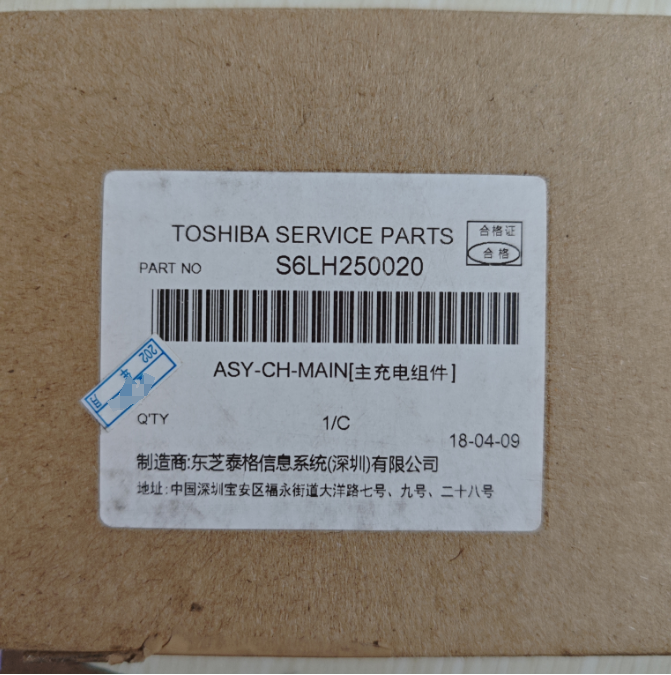 TOSHIBA SERVICE PARTS
合格证
合格
PART NO S6LH250020
ASY-CH-MAIN[主充电组件]
202
年
Q'TY 1/C
18-04-09
制造商:东芝泰格信息系统(深圳)有限公司
地址:中国深圳宝安区福永街道大洋路七号、九号、二十八号